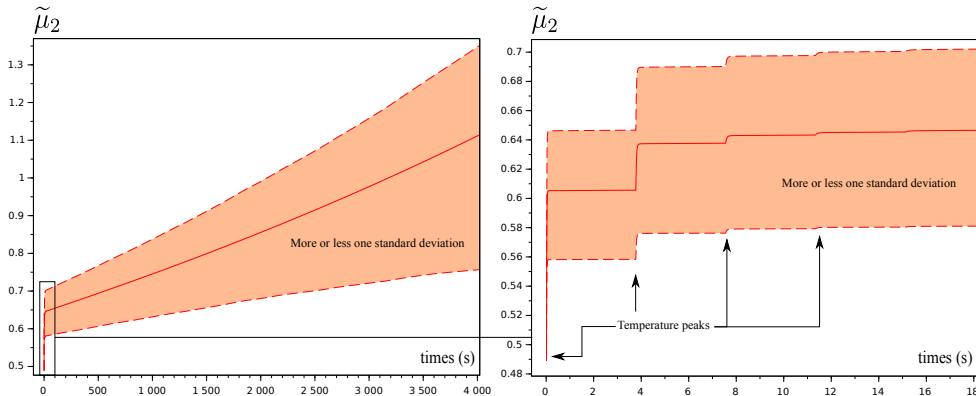 μ̃₂
1.3
1.2
1.1
1
0.9
0.8
0.7
0.6
0.5
More or less one standard deviation
times (s)
0 500 1 000 1 500 2 000 2 500 3 000 3 500 4 000
μ̃₂
0.7
0.68
0.66
0.64
0.62
0.6
0.58
0.56
0.54
0.52
0.5
0.48
More or less one standard deviation
Temperature peaks
times (s)
0 2 4 6 8 10 12 14 16 18